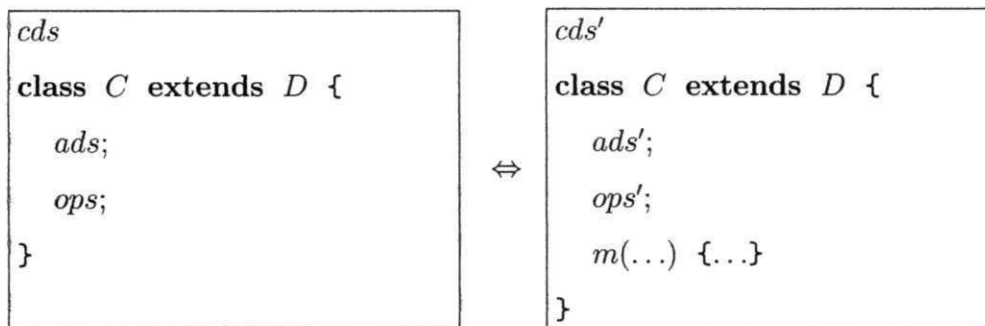 cds
class C extends D {
ads;
ops;
}
⇔
cds′
class C extends D {
ads′;
ops′;
m(...) {...}
}